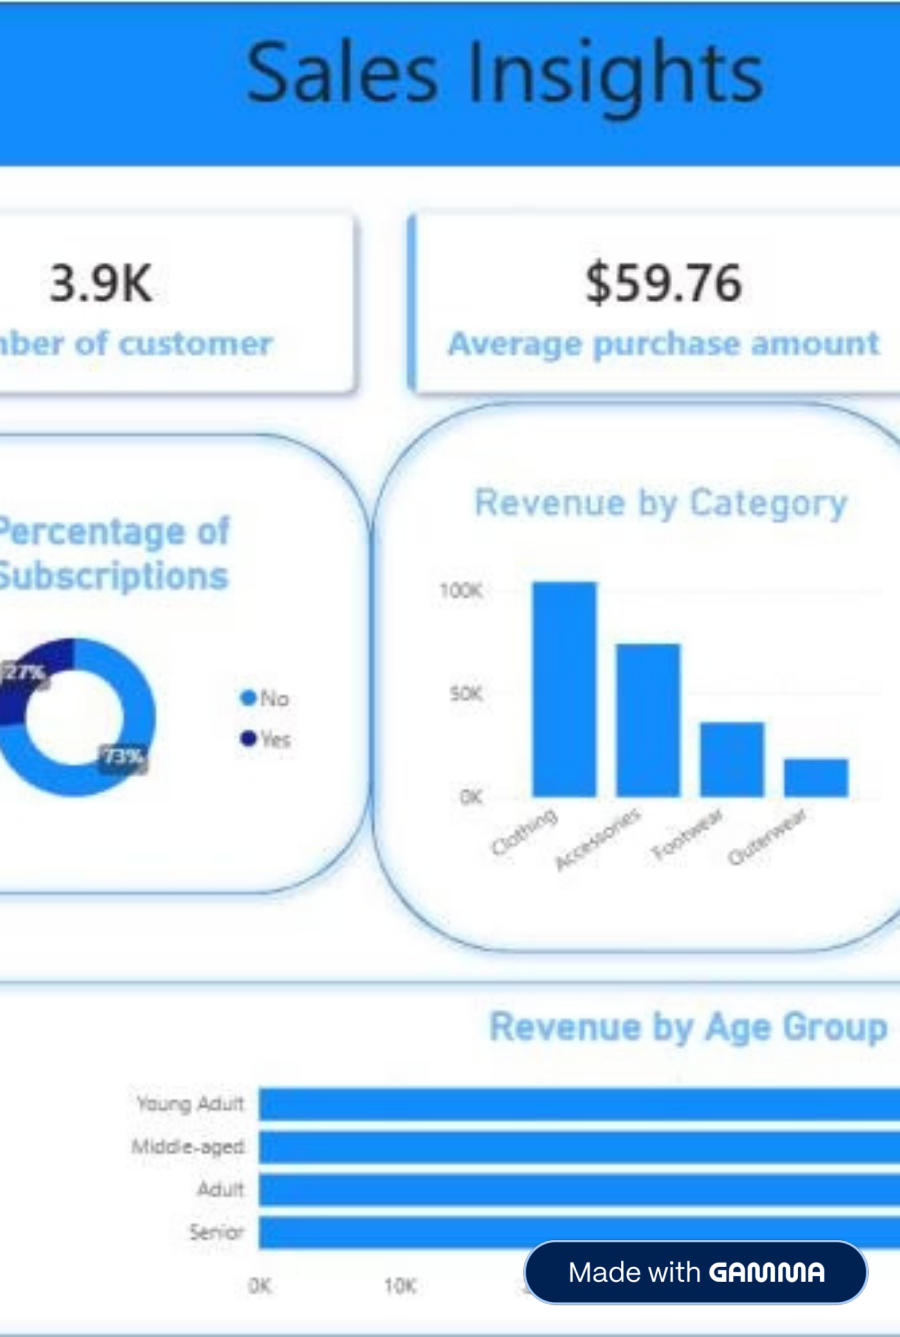 Sales Insights
3.9K
$59.76
of customer
Average purchase amount
Percentage of
Subscriptions
27%
73%
No
Yes
Revenue by Category
100K
50K
0K
Clothing
Accessories
Footwear
Outerwear
Revenue by Age Group
Young Adult
Middle-aged
Adult
Senior
0K
10K
Made with GAMMA